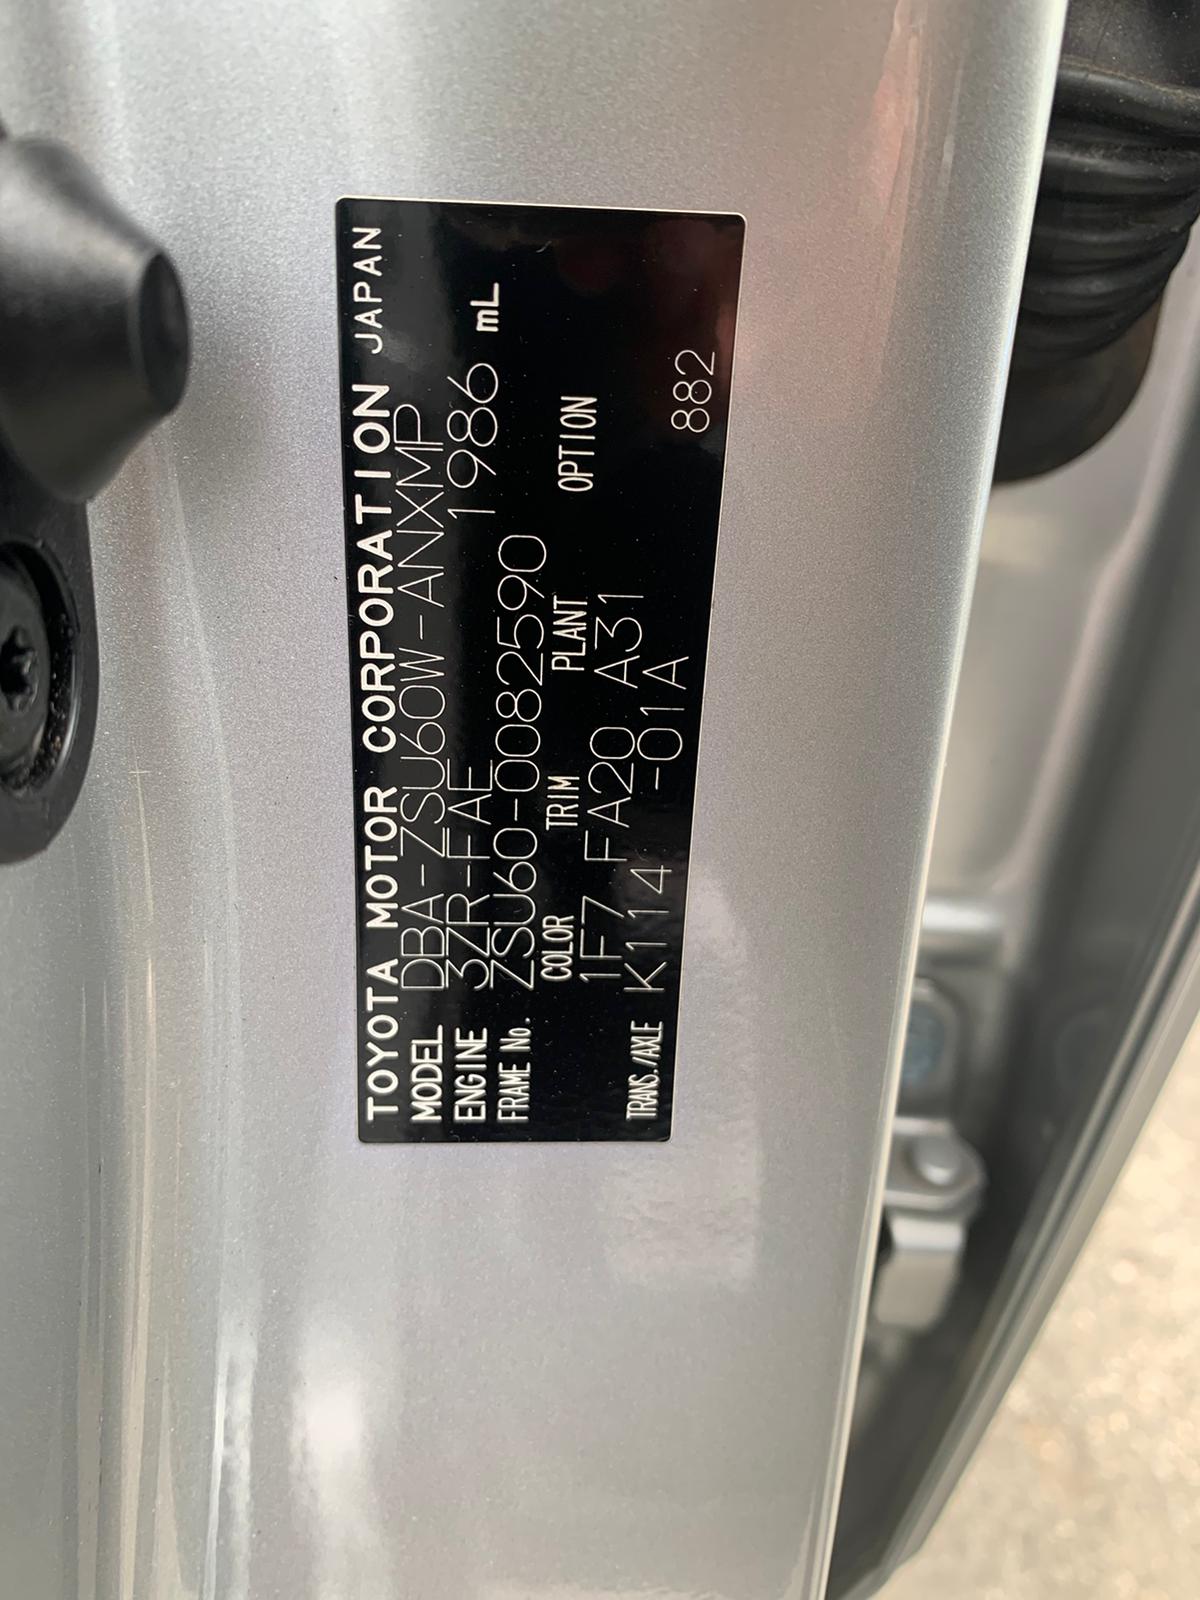 TOYOTA MOTOR CORPORATION JAPAN
MODEL DBA-ZSU60W-ANXMP
ENGINE 3ZR-FAE 1986 mL
FRAME No. ZSU60-0082590
COLOR TRIM PLANT OPTION
1F7 FA20 A31
TRANS./AXLE K114 -01A 882